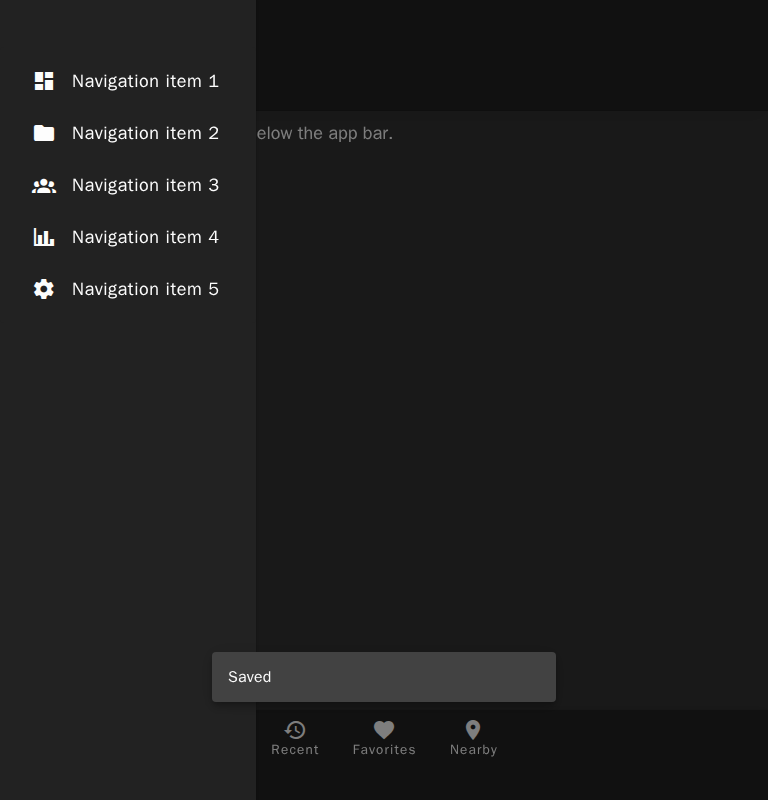 Navigation item 1
elow the app bar.
Navigation item 2
Navigation item 3
Navigation item 4
Navigation item 5
Saved
Recent
Favorites
Nearby